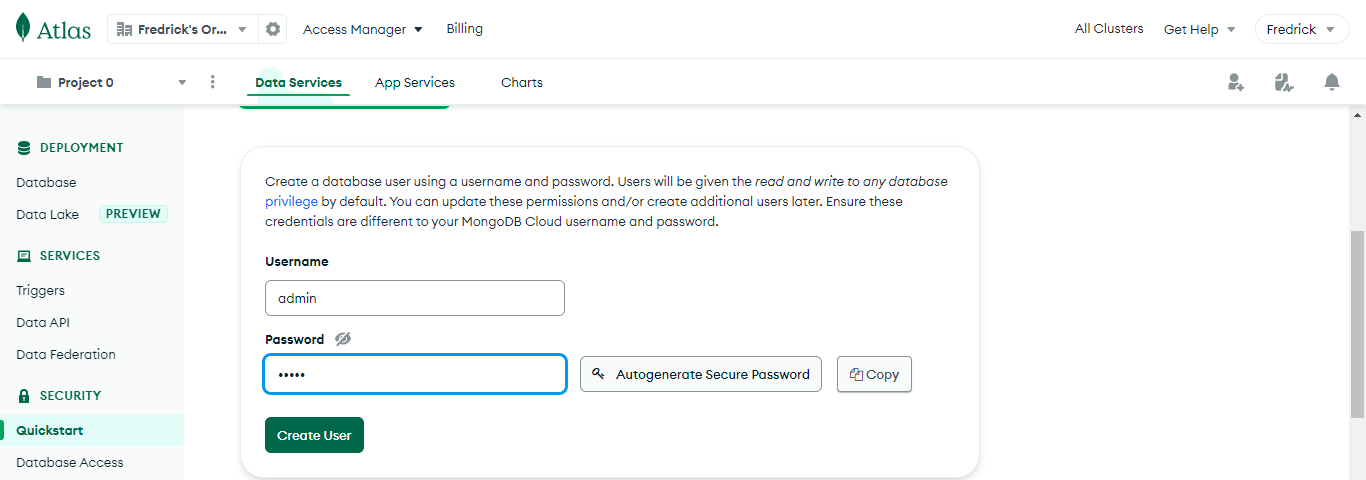 Atlas Fredrick's Or... Access Manager Billing All Clusters Get Help Fredrick
Project 0 Data Services App Services Charts
DEPLOYMENT
Database
Data Lake PREVIEW
SERVICES
Triggers
Data API
Data Federation
SECURITY
Quickstart
Database Access
Create a database user using a username and password. Users will be given the read and write to any database
privilege by default. You can update these permissions and/or create additional users later. Ensure these
credentials are different to your MongoDB Cloud username and password.
Username
admin
Password
•••••
Autogenerate Secure Password
Copy
Create User